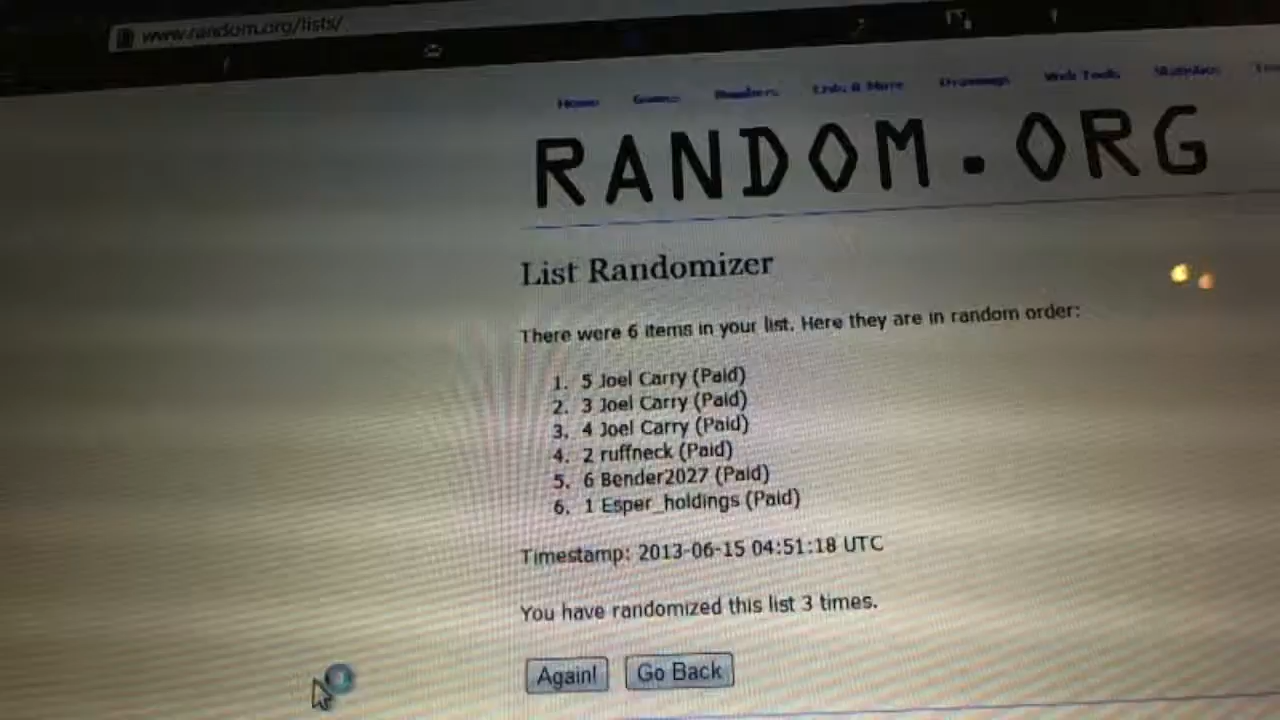 www.random.org/lists/
Home Games Numbers Lists & More Drawings Web Tools Statistics
RANDOM.ORG
List Randomizer
There were 6 items in your list. Here they are in random order:
1. 5 Joel Carry (Paid)
2. 3 Joel Carry (Paid)
3. 4 Joel Carry (Paid)
4. 2 ruffneck (Paid)
5. 6 Bender2027 (Paid)
6. 1 Esper_holdings (Paid)
Timestamp: 2013-06-15 04:51:18 UTC
You have randomized this list 3 times.
Again! Go Back